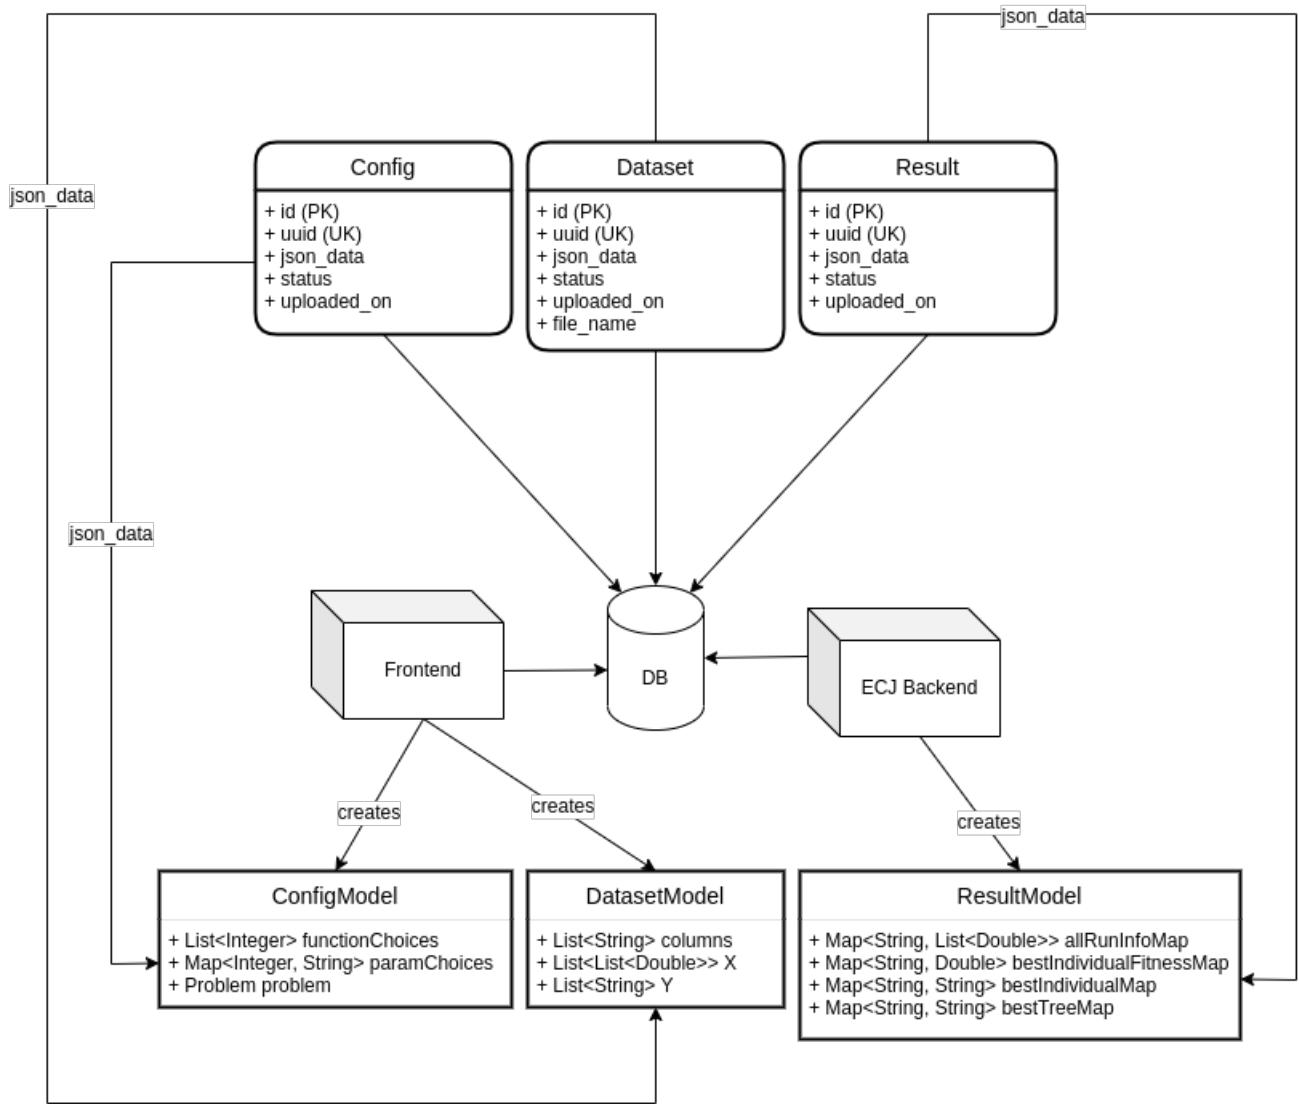 json_data
json_data
Config
+ id (PK)
+ uuid (UK)
+ json_data
+ status
+ uploaded_on
Dataset
+ id (PK)
+ uuid (UK)
+ json_data
+ status
+ uploaded_on
+ file_name
Result
+ id (PK)
+ uuid (UK)
+ json_data
+ status
+ uploaded_on
json_data
Frontend
DB
ECJ Backend
creates
creates
creates
ConfigModel
+ List<Integer> functionChoices
+ Map<Integer, String> paramChoices
+ Problem problem
DatasetModel
+ List<String> columns
+ List<List<Double>> X
+ List<String> Y
ResultModel
+ Map<String, List<Double>> allRunInfoMap
+ Map<String, Double> bestIndividualFitnessMap
+ Map<String, String> bestIndividualMap
+ Map<String, String> bestTreeMap